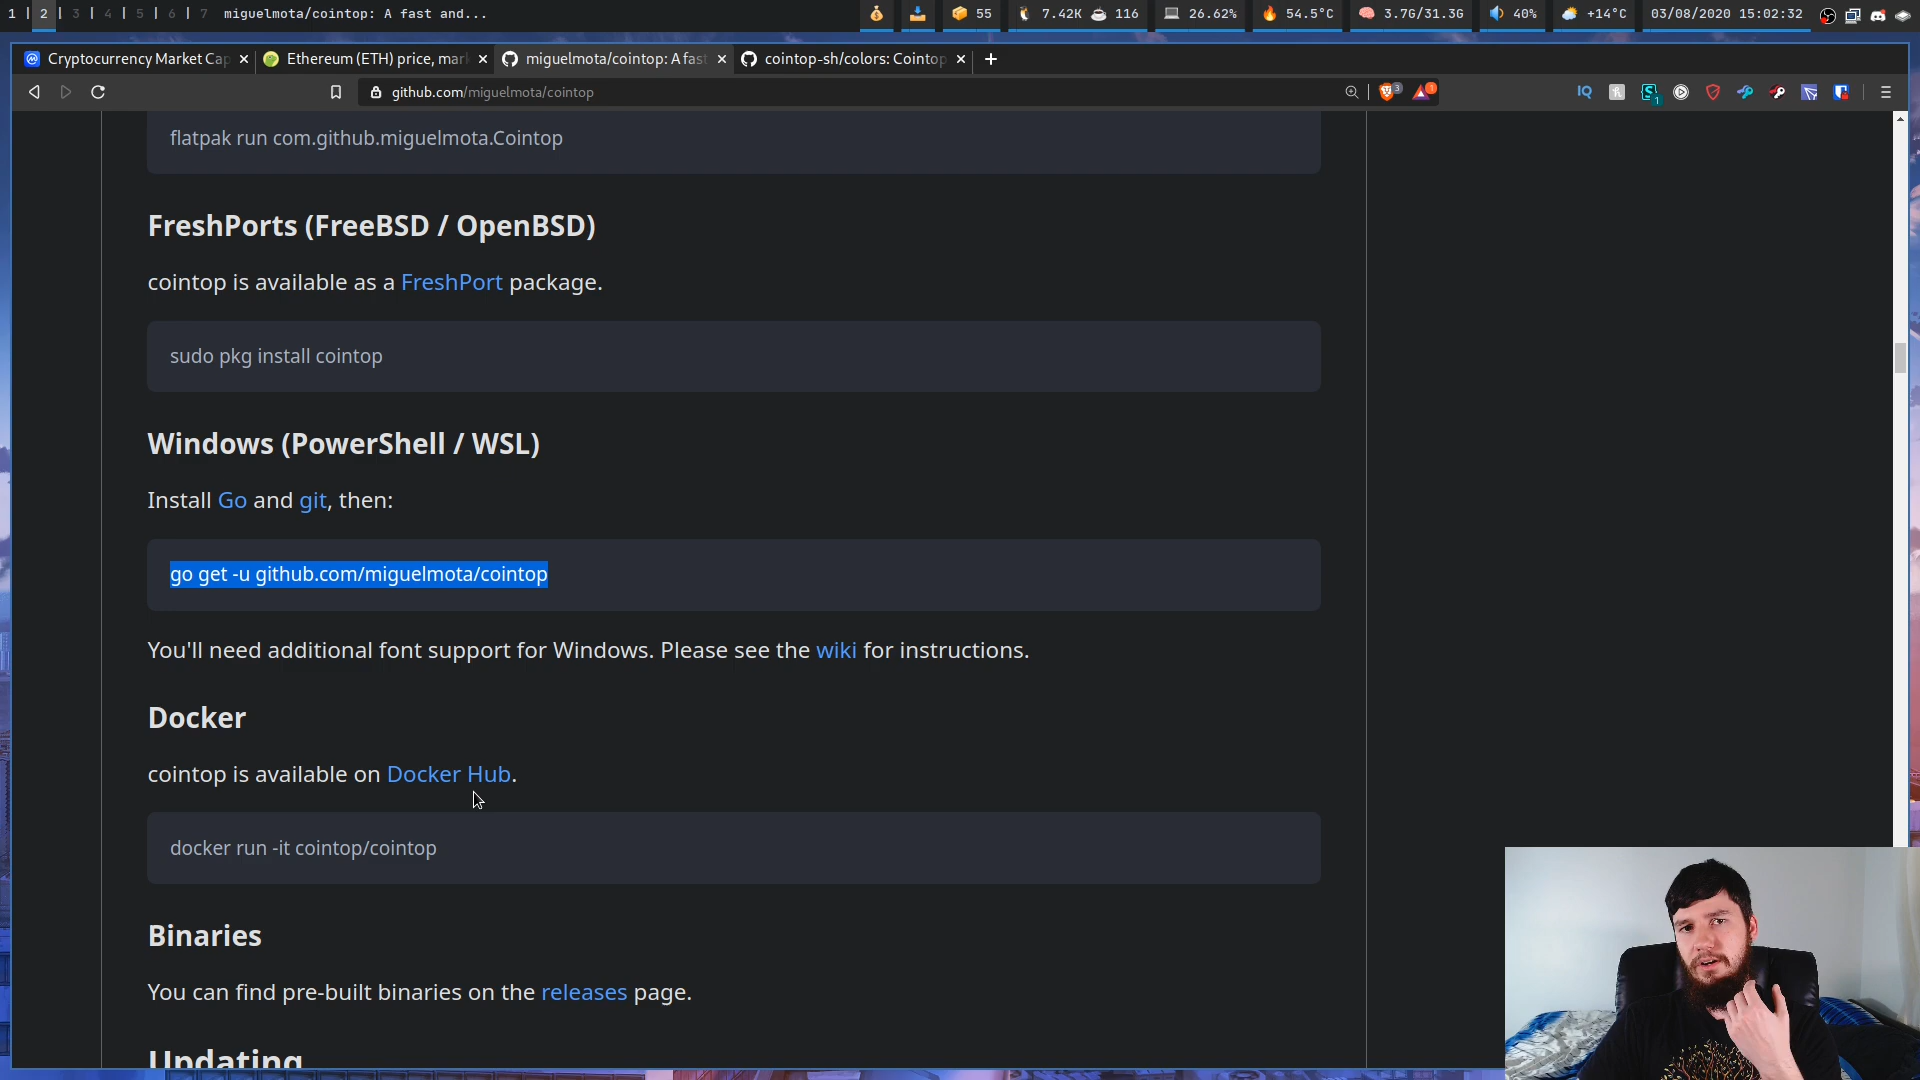 1 | 2 | 3 | 4 | 5 | 6 | 7 miguelmota/cointop: A fast and... 55 7.42K 116 26.62% 54.5°C 3.7G/31.3G 40% +14°C 03/08/2020 15:02:32
Cryptocurrency Market Cap Ethereum (ETH) price, mar miguelmota/cointop: A fast cointop-sh/colors: Cointop
github.com/miguelmota/cointop 3 1 IQ 1
flatpak run com.github.miguelmota.Cointop
FreshPorts (FreeBSD / OpenBSD)
cointop is available as a FreshPort package.
sudo pkg install cointop
Windows (PowerShell / WSL)
Install Go and git, then:
go get -u github.com/miguelmota/cointop
You'll need additional font support for Windows. Please see the wiki for instructions.
Docker
cointop is available on Docker Hub.
docker run -it cointop/cointop
Binaries
You can find pre-built binaries on the releases page.
Updating